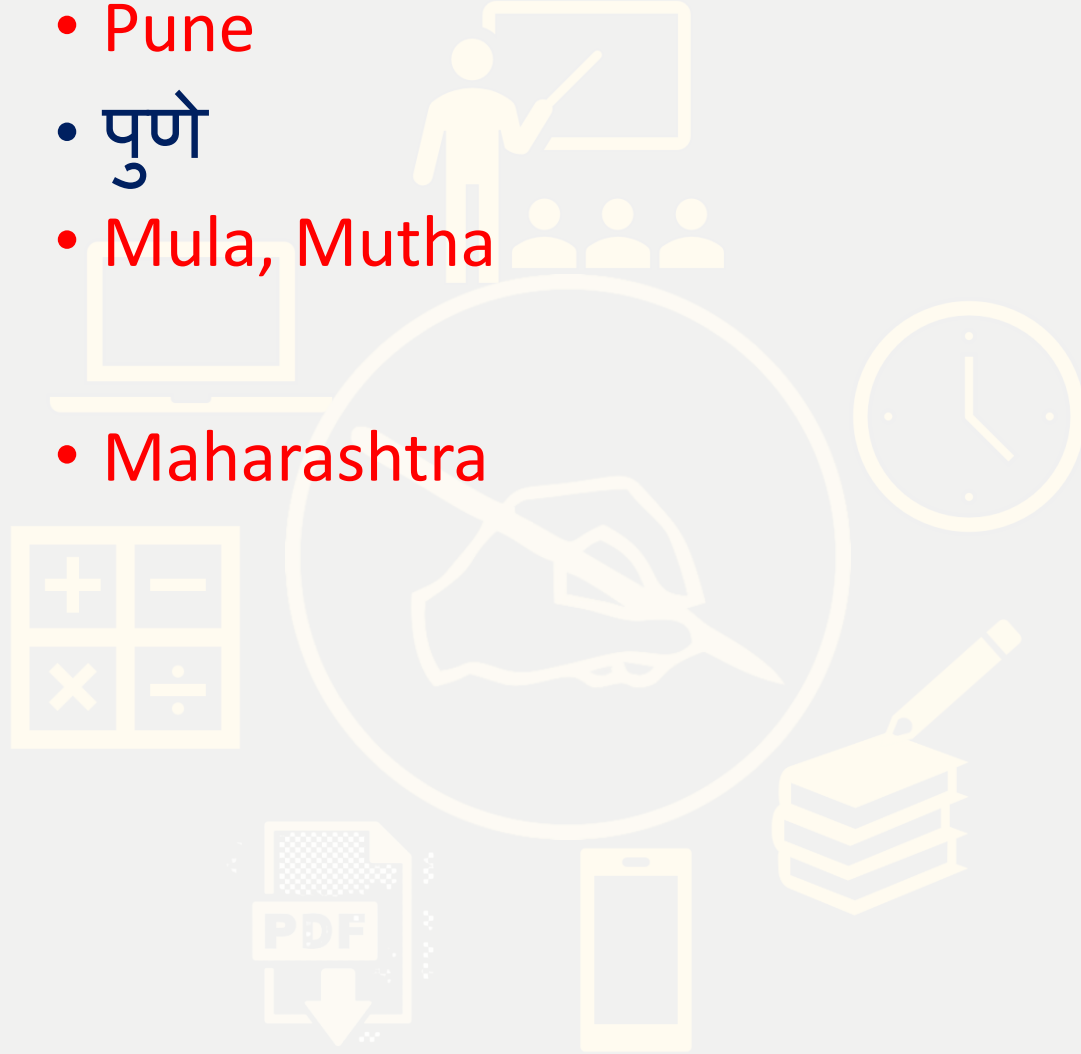 • Pune
• पुणे
• Mula, Mutha
• Maharashtra
PDF